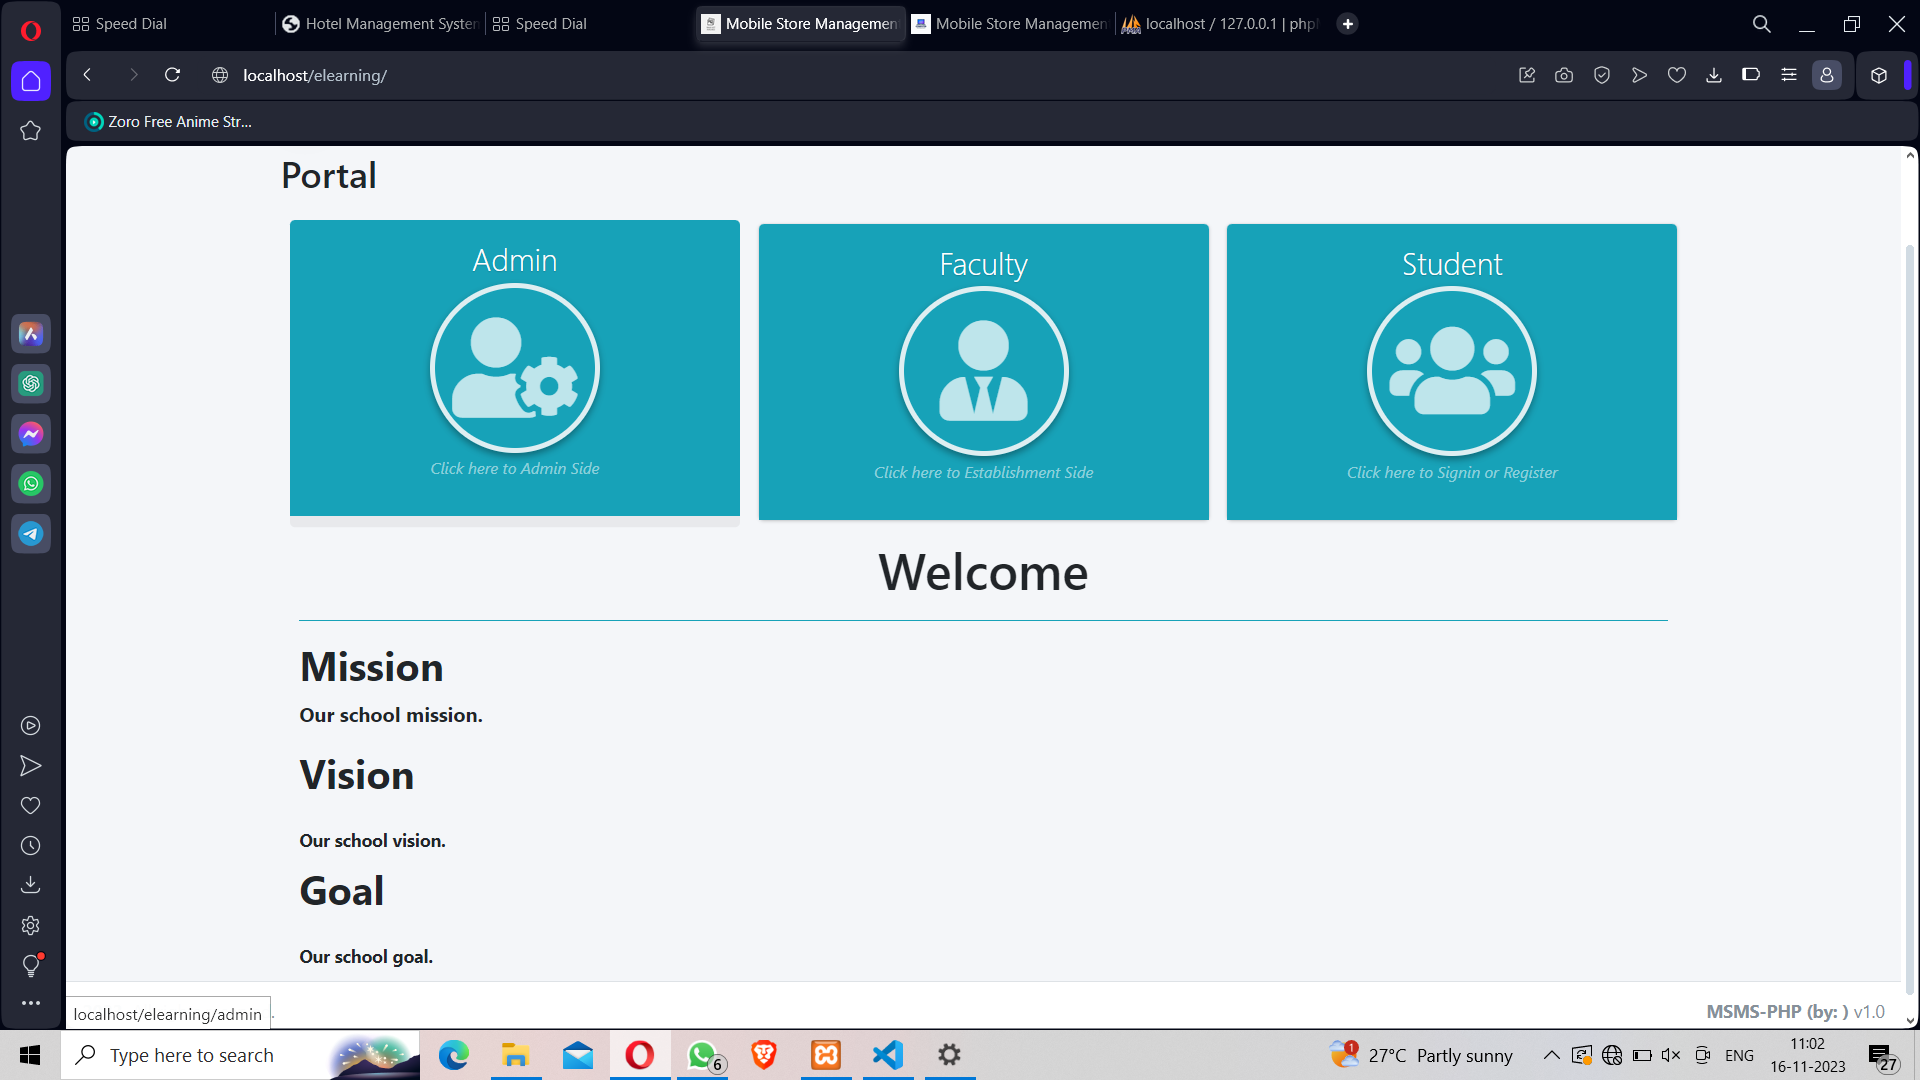 Speed Dial
Hotel Management System
Speed Dial
Mobile Store Management
Mobile Store Management
localhost / 127.0.0.1 | php
localhost/elearning/
Zoro Free Anime Str...
Portal
Admin
Click here to Admin Side
Faculty
Click here to Establishment Side
Student
Click here to Signin or Register
Welcome
Mission
Our school mission.
Vision
Our school vision.
Goal
Our school goal.
localhost/elearning/admin
MSMS-PHP (by: ) v1.0
Type here to search
6
1
27°C Partly sunny
ENG
11:02
16-11-2023
27